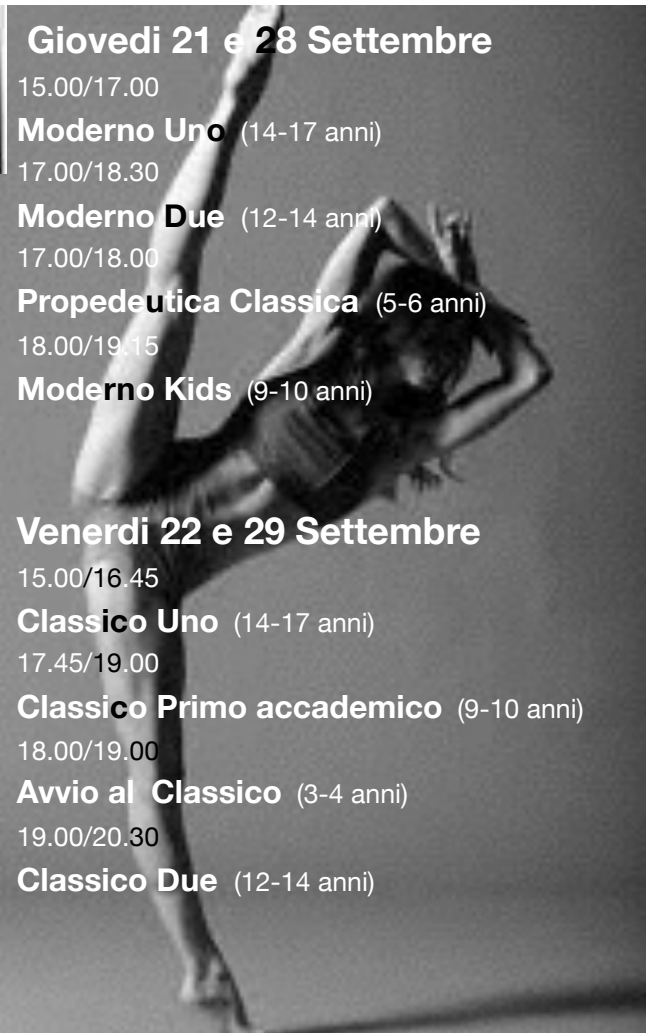 Giovedi 21 e 28 Settembre
15.00/17.00
Moderno Uno (14-17 anni)
17.00/18.30
Moderno Due (12-14 anni)
17.00/18.00
Propedeutica Classica (5-6 anni)
18.00/19.15
Moderno Kids (9-10 anni)
Venerdi 22 e 29 Settembre
15.00/16.45
Classico Uno (14-17 anni)
17.45/19.00
Classico Primo accademico (9-10 anni)
18.00/19.00
Avvio al Classico (3-4 anni)
19.00/20.30
Classico Due (12-14 anni)